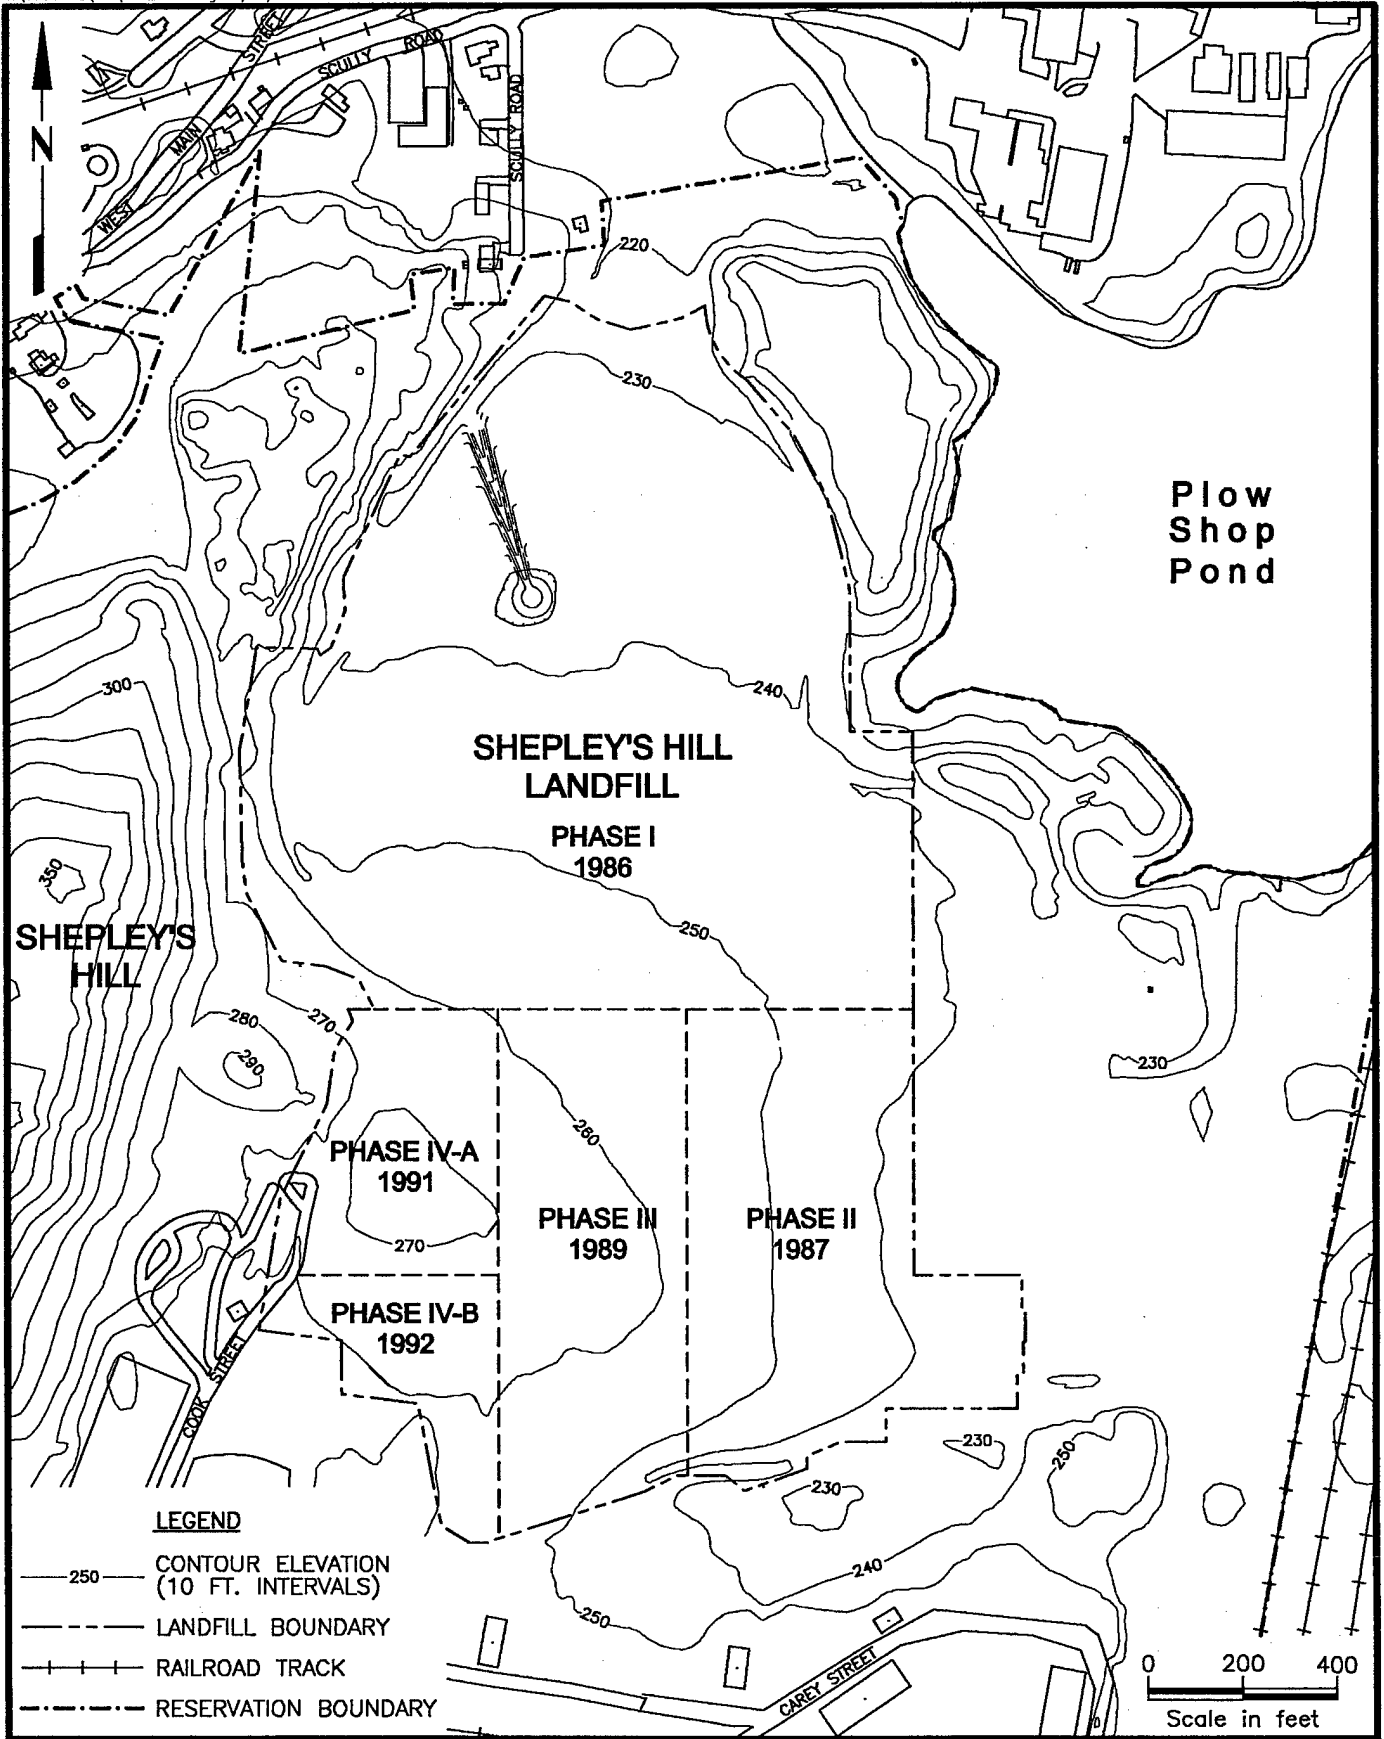 STREET
SCULLY ROAD
SCULLY ROAD
WEST MAIN
N
220
230
Plow
Shop
Pond
300
240
SHEPLEY'S HILL
LANDFILL
PHASE I
1986
350
SHEPLEY'S
HILL
250
280
270
290
230
260
PHASE IV-A
1991
PHASE III
1989
PHASE II
1987
270
PHASE IV-B
1992
COOK STREET
230
250
230
240
250
CAREY STREET
LEGEND
250
CONTOUR ELEVATION
(10 FT. INTERVALS)
LANDFILL BOUNDARY
RAILROAD TRACK
RESERVATION BOUNDARY
0 200 400
Scale in feet